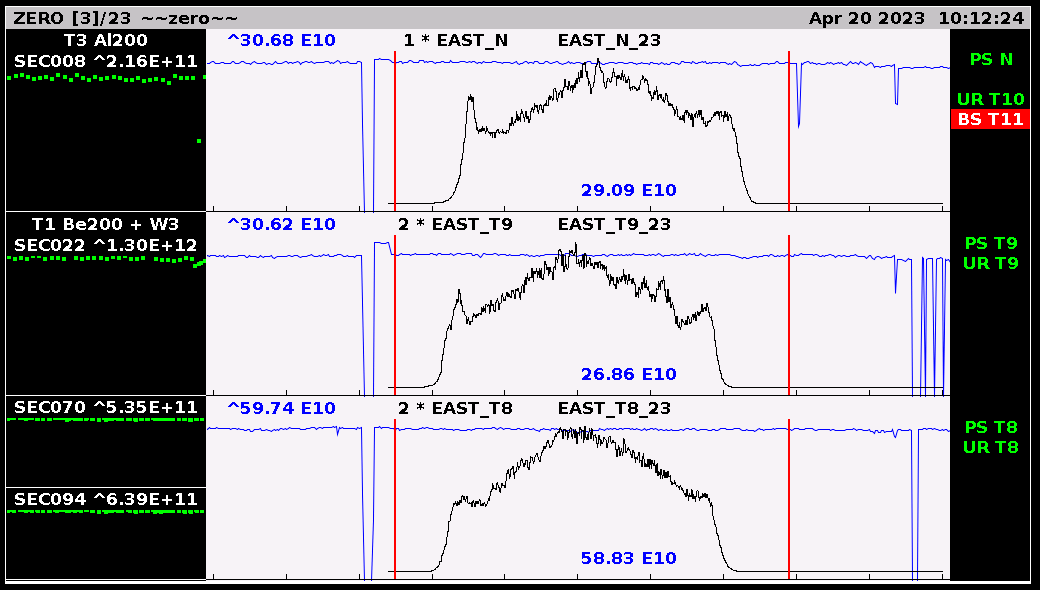 ZERO [3]/23 ~~zero~~ Apr 20 2023 10:12:24
T3 Al200 ^30.68 E10 1 * EAST_N EAST_N_23
SEC008 ^2.16E+11 PS N
UR T10
BS T11
29.09 E10
T1 Be200 + W3 ^30.62 E10 2 * EAST_T9 EAST_T9_23
SEC022 ^1.30E+12 PS T9
UR T9
26.86 E10
SEC070 ^5.35E+11 ^59.74 E10 2 * EAST_T8 EAST_T8_23
PS T8
UR T8
SEC094 ^6.39E+11
58.83 E10